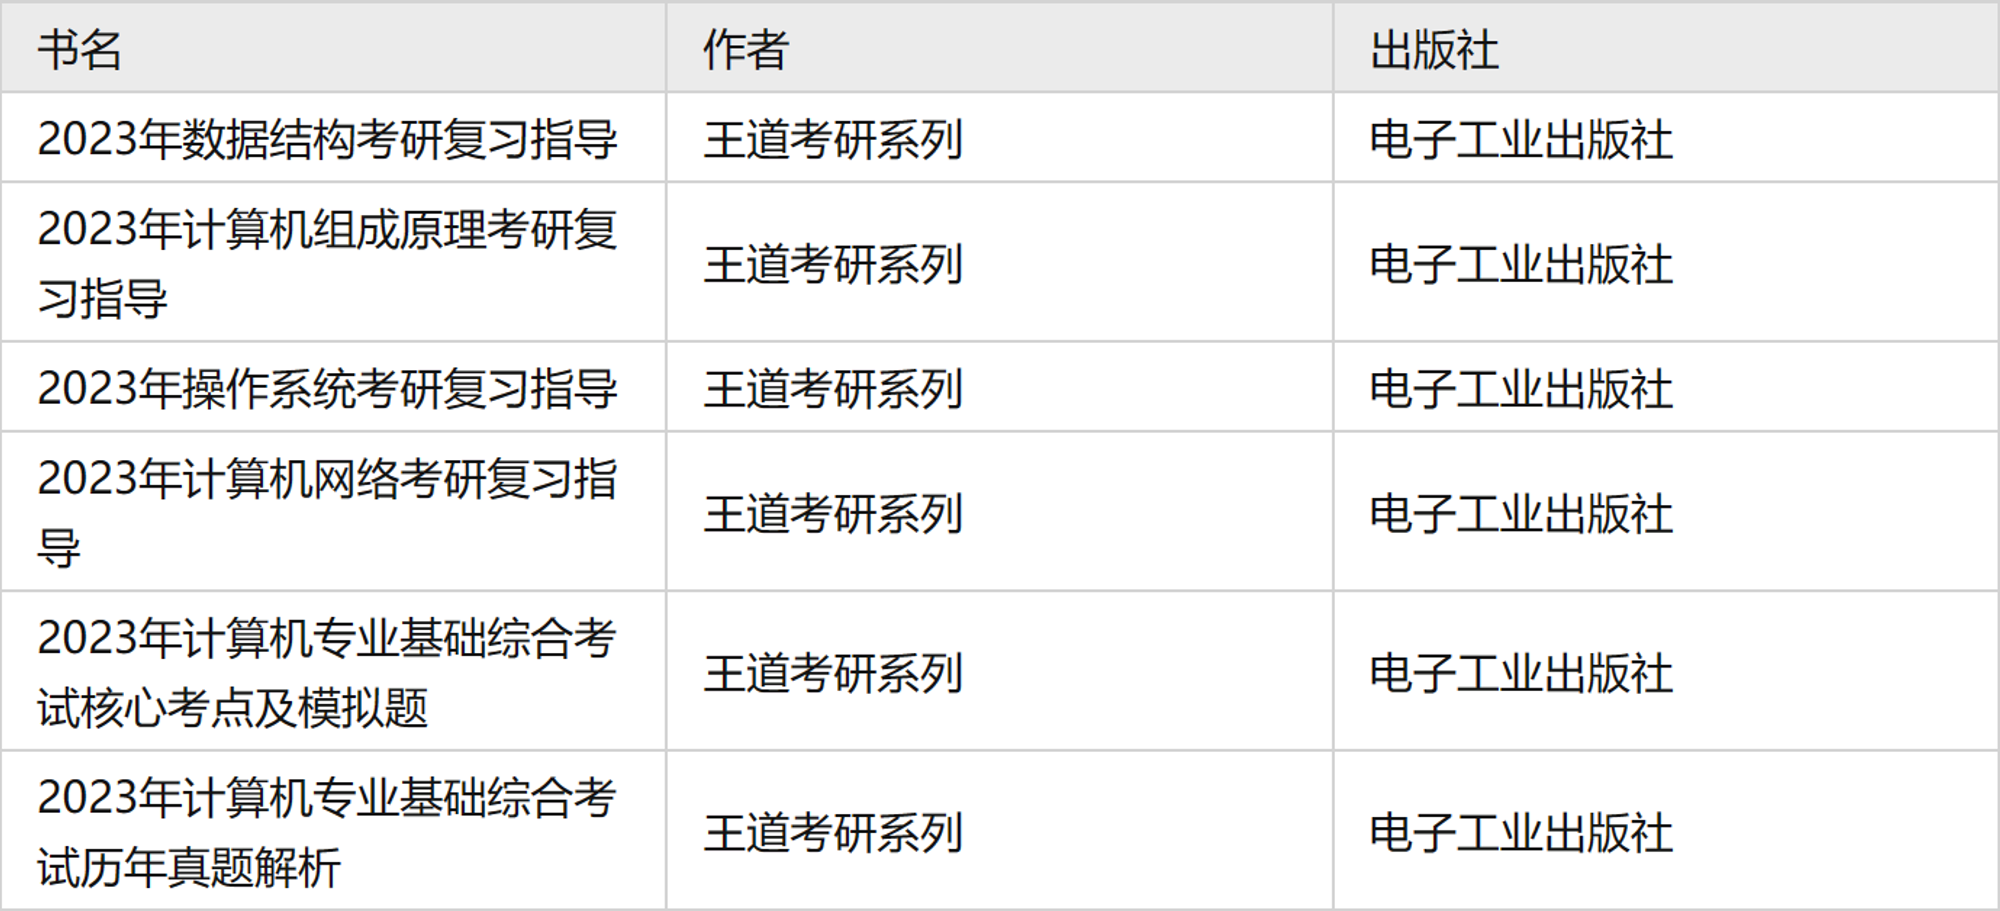 书名 作者 出版社
2023年数据结构考研复习指导 王道考研系列 电子工业出版社
2023年计算机组成原理考研复
习指导 王道考研系列 电子工业出版社
2023年操作系统考研复习指导 王道考研系列 电子工业出版社
2023年计算机网络考研复习指
导 王道考研系列 电子工业出版社
2023年计算机专业基础综合考
试核心考点及模拟题 王道考研系列 电子工业出版社
2023年计算机专业基础综合考
试历年真题解析 王道考研系列 电子工业出版社